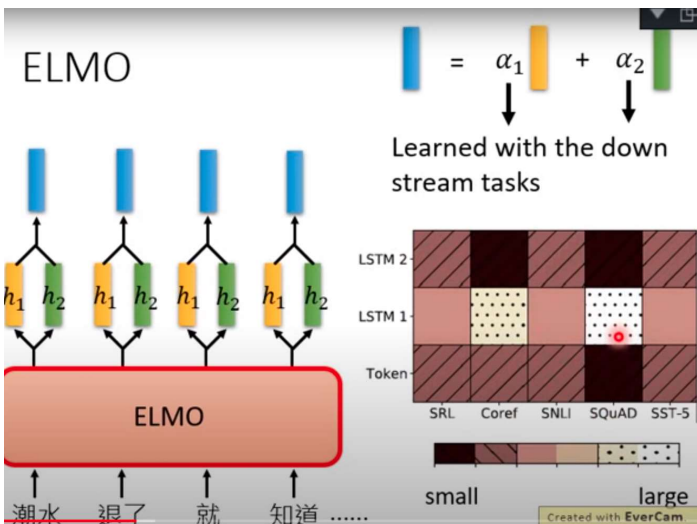 ELMO
= α₁ + α₂
Learned with the down
stream tasks
h₁ h₂ h₁ h₂ h₁ h₂ h₁ h₂
ELMO
潮水 退了 就 知道 ......
LSTM 2
LSTM 1
Token
SRL Coref SNLI SQuAD SST-5
small large
Created with EverCam